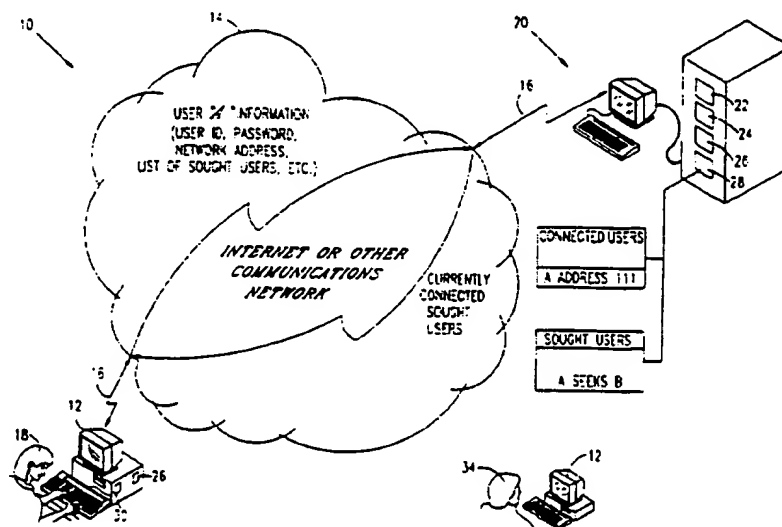 10
14
20
16
USER "A" INFORMATION
(USER ID, PASSWORD,
NETWORK ADDRESS,
LIST OF SOUGHT USERS, ETC.)
22
24
26
28
INTERNET OR OTHER
COMMUNICATIONS
NETWORK
CURRENTLY
CONNECTED
SOUGHT
USERS
CONNECTED USERS
A ADDRESS 111
SOUGHT USERS
A SEEKS B
16
12
18
26
30
34
12